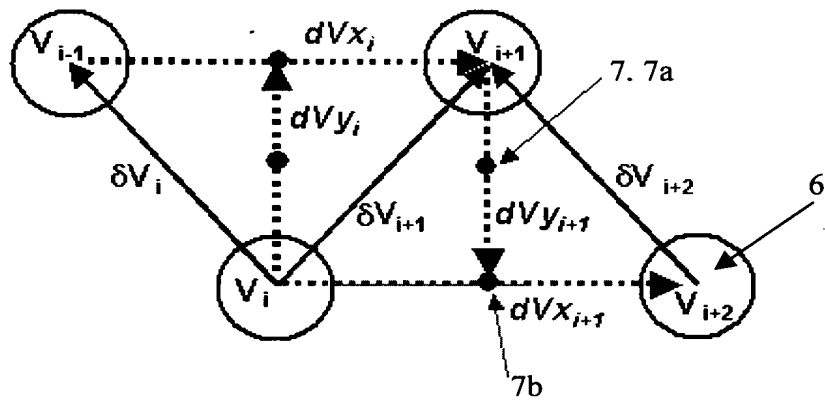 V i-1
dVx i
V i+1
7. 7a
dVy i
δV i
δV i+1
δV i+2
6
dVy i+1
V i
dVx i+1
V i+2
7b